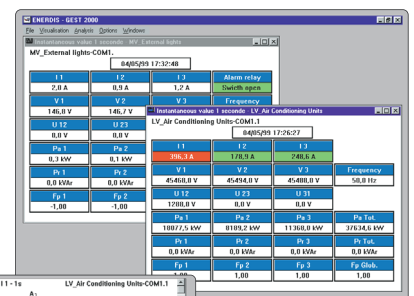 ENERDIS - GEST 2000
File Visualisation Analysis Options Windows
Instantaneous value 1 seconde MV_External lights
MV_External lights-COM1.
04/05/99 17:32:48
I 1 I 2 I 3 Alarm relay
2,0 A 0,9 A 1,2 A Swicth open
V 1 V 2 V 3 Frequency
146,8 V 146,7 V
U 12 U 23
0,0 V 0,0 V
Pa 1 Pa 2
0,3 kW 0,1 kW
Pr 1 Pr 2
0,0 kVAr 0,0 kVAr
Fp 1 Fp 2
-1,00 -1,00
Instantaneous value 1 seconde LV_Air Conditioning Units
LV_Air Conditioning Units-COM1.1
04/05/99 17:26:27
I 1 I 2 I 3
396,3 A 178,9 A 248,6 A
V 1 V 2 V 3 Frequency
45460,0 V 45494,0 V 45488,0 V 50,0 Hz
U 12 U 23 U 31
1288,0 V 0,0 V 0,0 V
Pa 1 Pa 2 Pa 3 Pa Tot.
18077,5 kW 8189,2 kW 11368,0 kW 37634,6 kW
Pr 1 Pr 2 Pr 3 Pr Tot.
0,0 kVAr 0,0 kVAr 0,0 kVAr 0,0 kVAr
Fp 1 Fp 2 Fp 3 Fp Glob.
1,00 1,00 1,00 1,00
I 1 - 1s LV_Air Conditioning Units-COM1.1